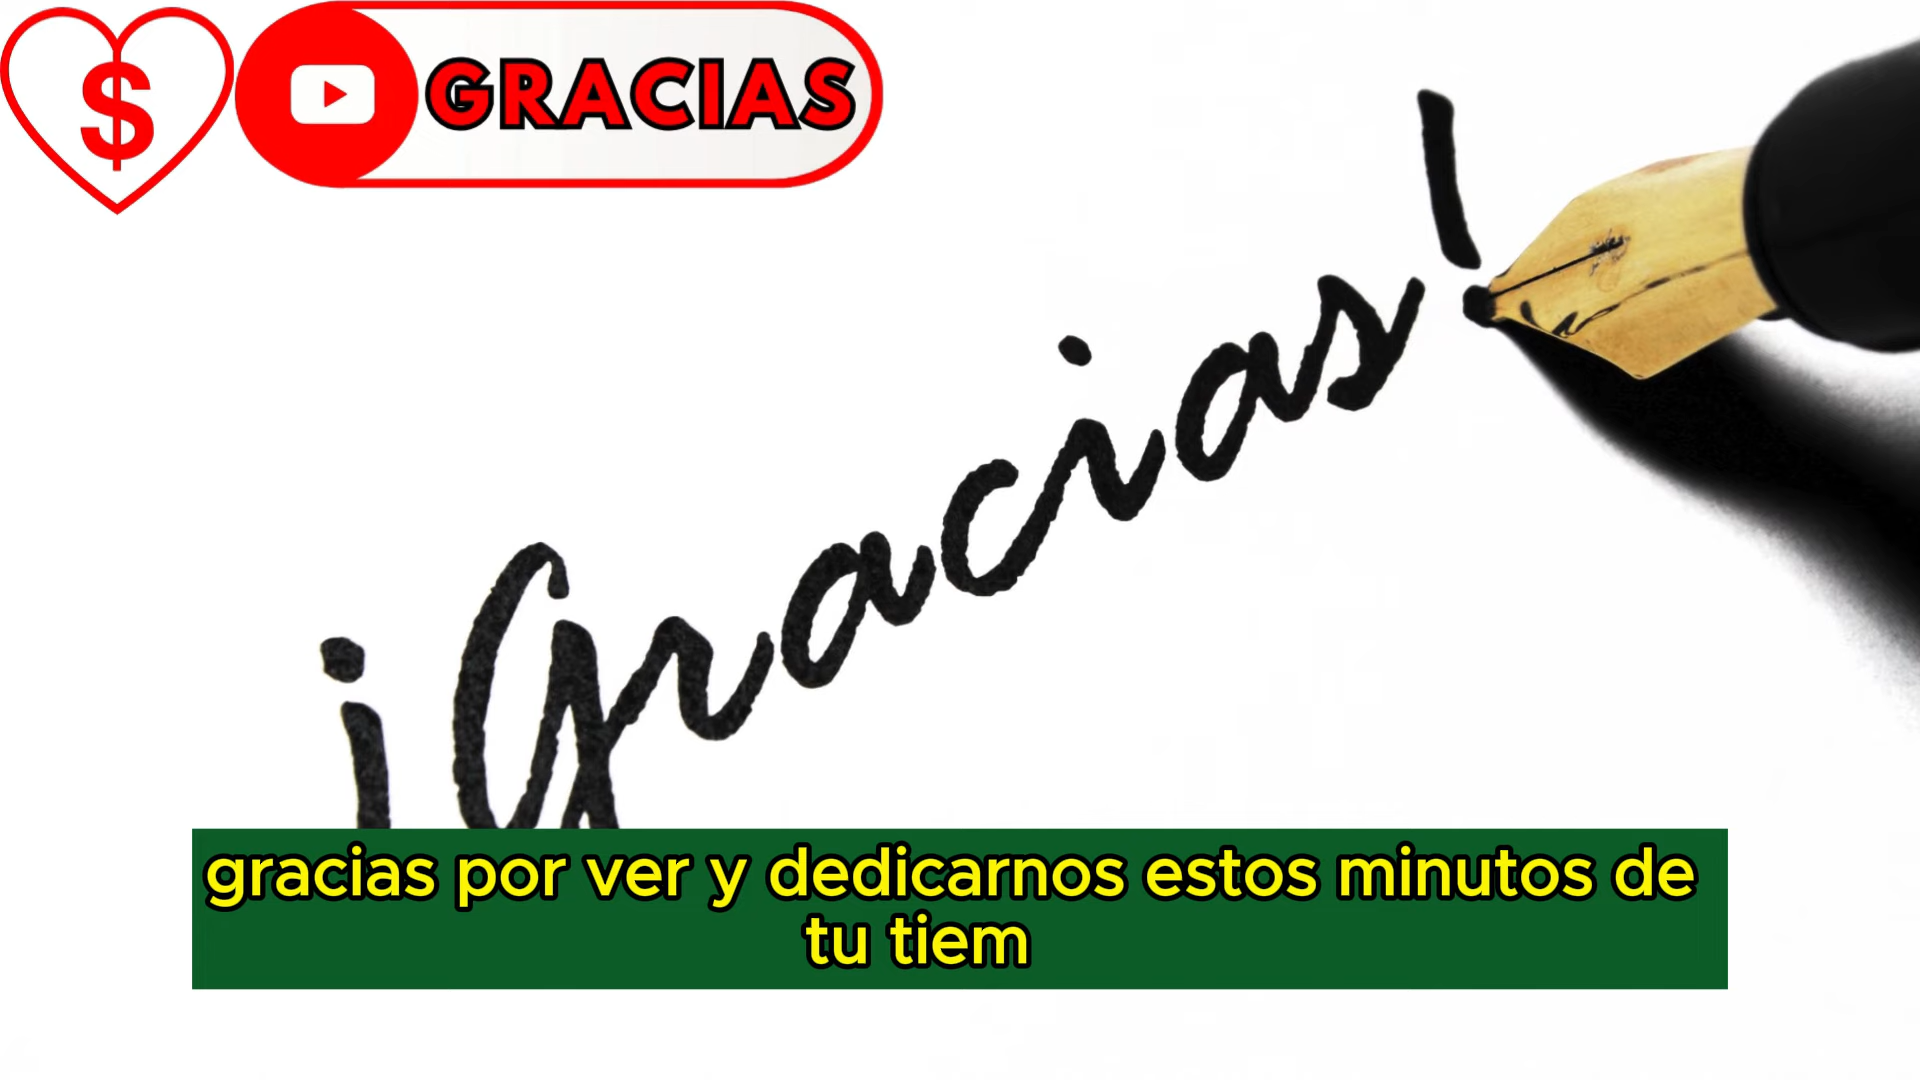 $
GRACIAS
¡Gracias!
gracias por ver y dedicarnos estos minutos de
tu tiem